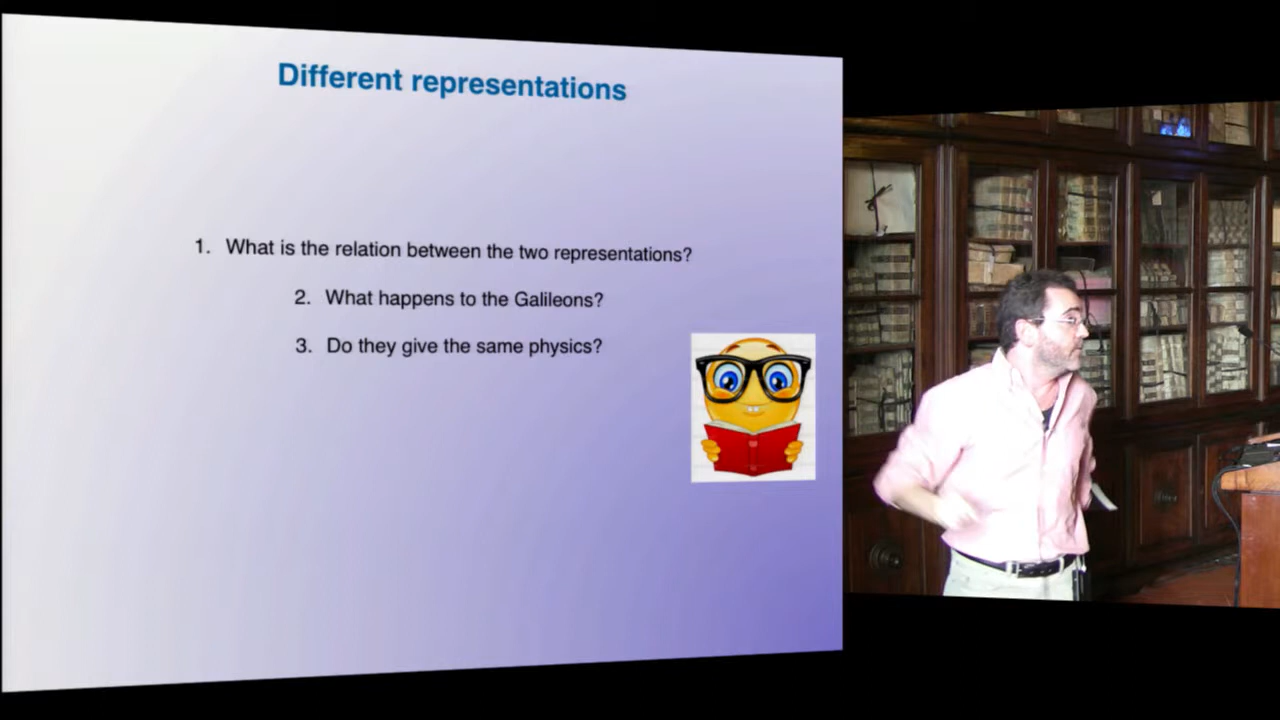 Different representations
1. What is the relation between the two representations?
2. What happens to the Galileons?
3. Do they give the same physics?